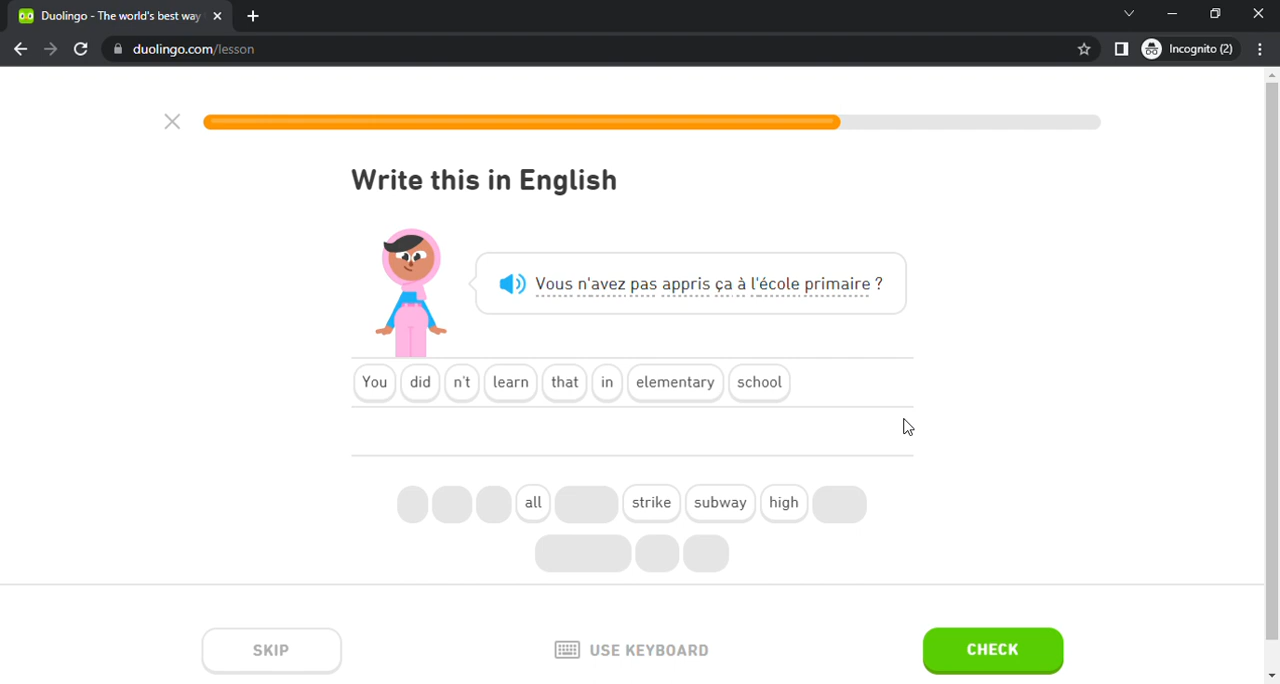 Duolingo - The world's best way
duolingo.com/lesson
Incognito (2)
Write this in English
Vous n'avez pas appris ça à l'école primaire ?
You did n't learn that in elementary school
all strike subway high
SKIP
USE KEYBOARD
CHECK